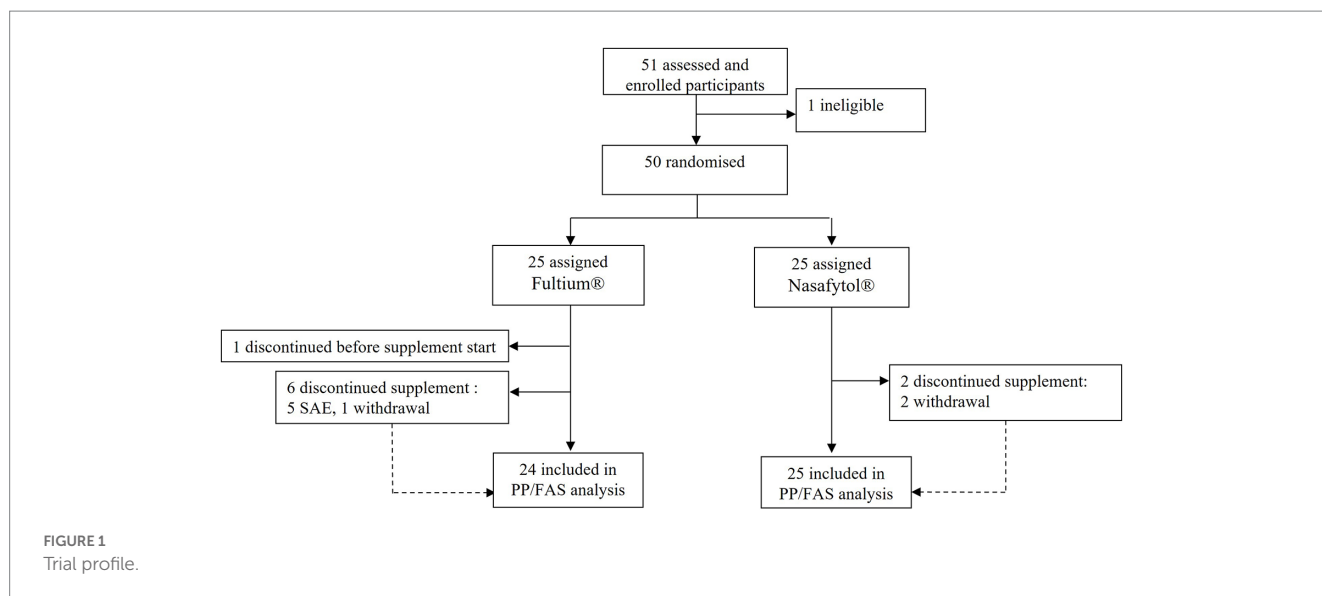 51 assessed and
enrolled participants
1 ineligible
50 randomised
25 assigned
Fultium®
25 assigned
Nasafytol®
1 discontinued before supplement start
6 discontinued supplement :
5 SAE, 1 withdrawal
2 discontinued supplement:
2 withdrawal
24 included in
PP/FAS analysis
25 included in
PP/FAS analysis
FIGURE 1
Trial profile.